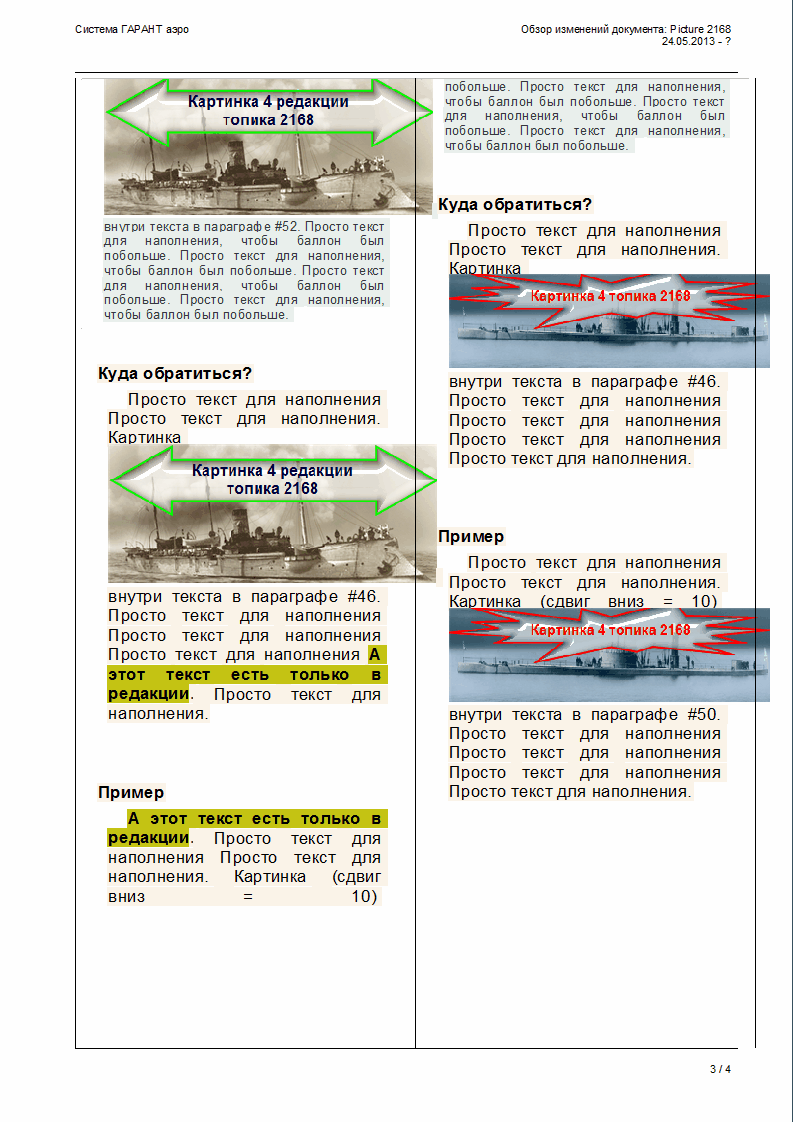 Система ГАРАНТ аэро
Обзор изменений документа: Picture 2168
24.05.2013 - ?
Картинка 4 редакции
топика 2168
внутри текста в параграфе #52. Просто текст
для наполнения, чтобы баллон был
побольше. Просто текст для наполнения,
чтобы баллон был побольше. Просто текст
для наполнения, чтобы баллон был
побольше. Просто текст для наполнения,
чтобы баллон был побольше.
Куда обратиться?
Просто текст для наполнения
Просто текст для наполнения.
Картинка
Картинка 4 редакции
топика 2168
внутри текста в параграфе #46.
Просто текст для наполнения
Просто текст для наполнения
Просто текст для наполнения А
этот текст есть только в
редакции. Просто текст для
наполнения.
Пример
А этот текст есть только в
редакции. Просто текст для
наполнения Просто текст для
наполнения. Картинка (сдвиг
вниз = 10)
побольше. Просто текст для наполнения,
чтобы баллон был побольше. Просто текст
для наполнения, чтобы баллон был
побольше. Просто текст для наполнения,
чтобы баллон был побольше.
Куда обратиться?
Просто текст для наполнения
Просто текст для наполнения.
Картинка
Картинка 4 топика 2168
внутри текста в параграфе #46.
Просто текст для наполнения
Просто текст для наполнения
Просто текст для наполнения
Просто текст для наполнения.
Пример
Просто текст для наполнения
Просто текст для наполнения.
Картинка (сдвиг вниз = 10)
Картинка 4 топика 2168
внутри текста в параграфе #50.
Просто текст для наполнения
Просто текст для наполнения
Просто текст для наполнения
Просто текст для наполнения.
3 / 4